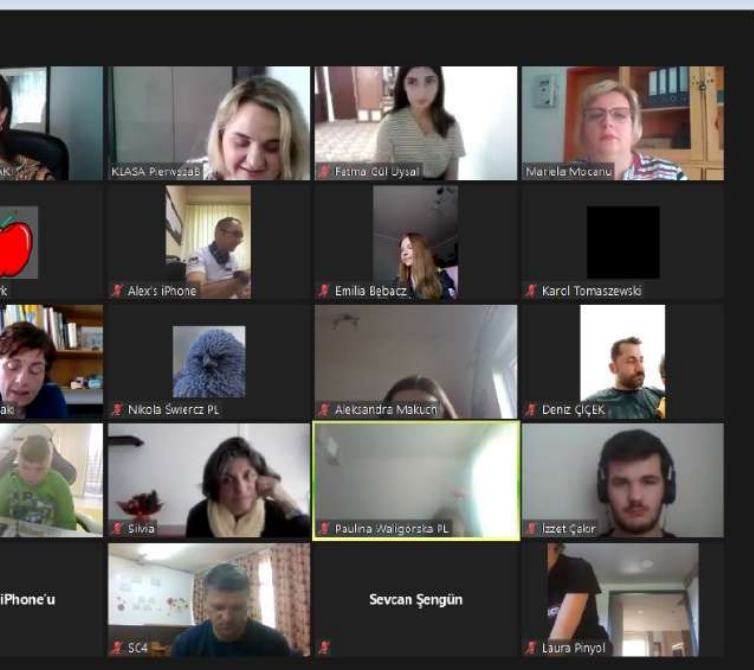 KLASA PierwszaB
Fatma Gül Uysal
Mariela Mocanu
Alex's iPhone
Emilia Bębacz
Karol Tomaszewski
Nikola Świercz PL
Aleksandra Makuch
Deniz ÇİÇEK
Silvia
Paulina Waligórska PL
İzzet Çakır
iPhone'u
SC4
Sevcan Şengün
Laura Pinyol